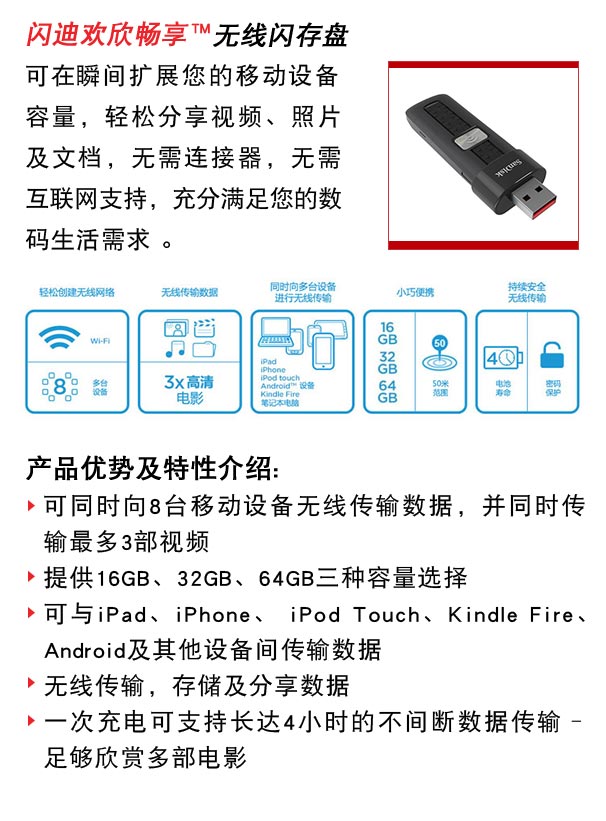 闪迪欢欣畅享™无线闪存盘
可在瞬间扩展您的移动设备
容量，轻松分享视频、照片
及文档，无需连接器，无需
互联网支持，充分满足您的数
码生活需求 。
SanDisk
轻松创建无线网络
Wi-Fi
8
多台
设备
无线传输数据
3x高清
电影
同时向多台设备
进行无线传输
iPad
iPhone
iPod touch
Android™ 设备
Kindle Fire
笔记本电脑
小巧便携
16
GB
32
GB
64
GB
50
50米
范围
持续安全
无线传输
4
电池
寿命
密码
保护
产品优势及特性介绍:
可同时向8台移动设备无线传输数据，并同时传
输最多3部视频
提供16GB、32GB、64GB三种容量选择
可与iPad、iPhone、 iPod Touch、Kindle Fire、
Android及其他设备间传输数据
无线传输，存储及分享数据
一次充电可支持长达4小时的不间断数据传输 –
足够欣赏多部电影